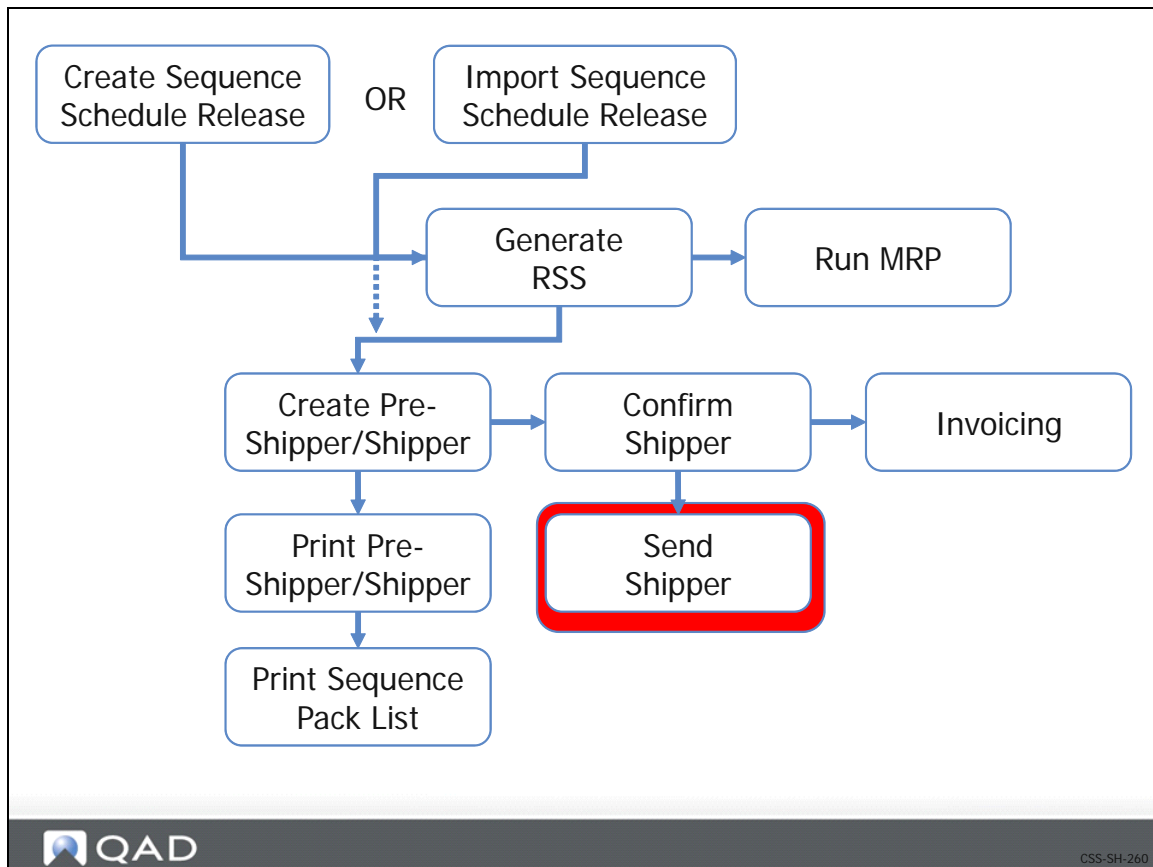 Create Sequence
Schedule Release
OR
Import Sequence
Schedule Release
Generate
RSS
Run MRP
Create Pre-
Shipper/Shipper
Confirm
Shipper
Invoicing
Print Pre-
Shipper/Shipper
Send
Shipper
Print Sequence
Pack List
QAD
CSS-SH-260